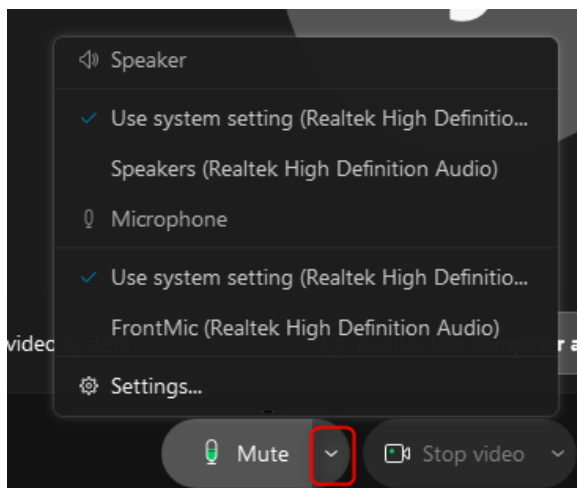 Speaker
Use system setting (Realtek High Definitio...
Speakers (Realtek High Definition Audio)
Microphone
Use system setting (Realtek High Definitio...
FrontMic (Realtek High Definition Audio)
video
Settings...
Mute
Stop video